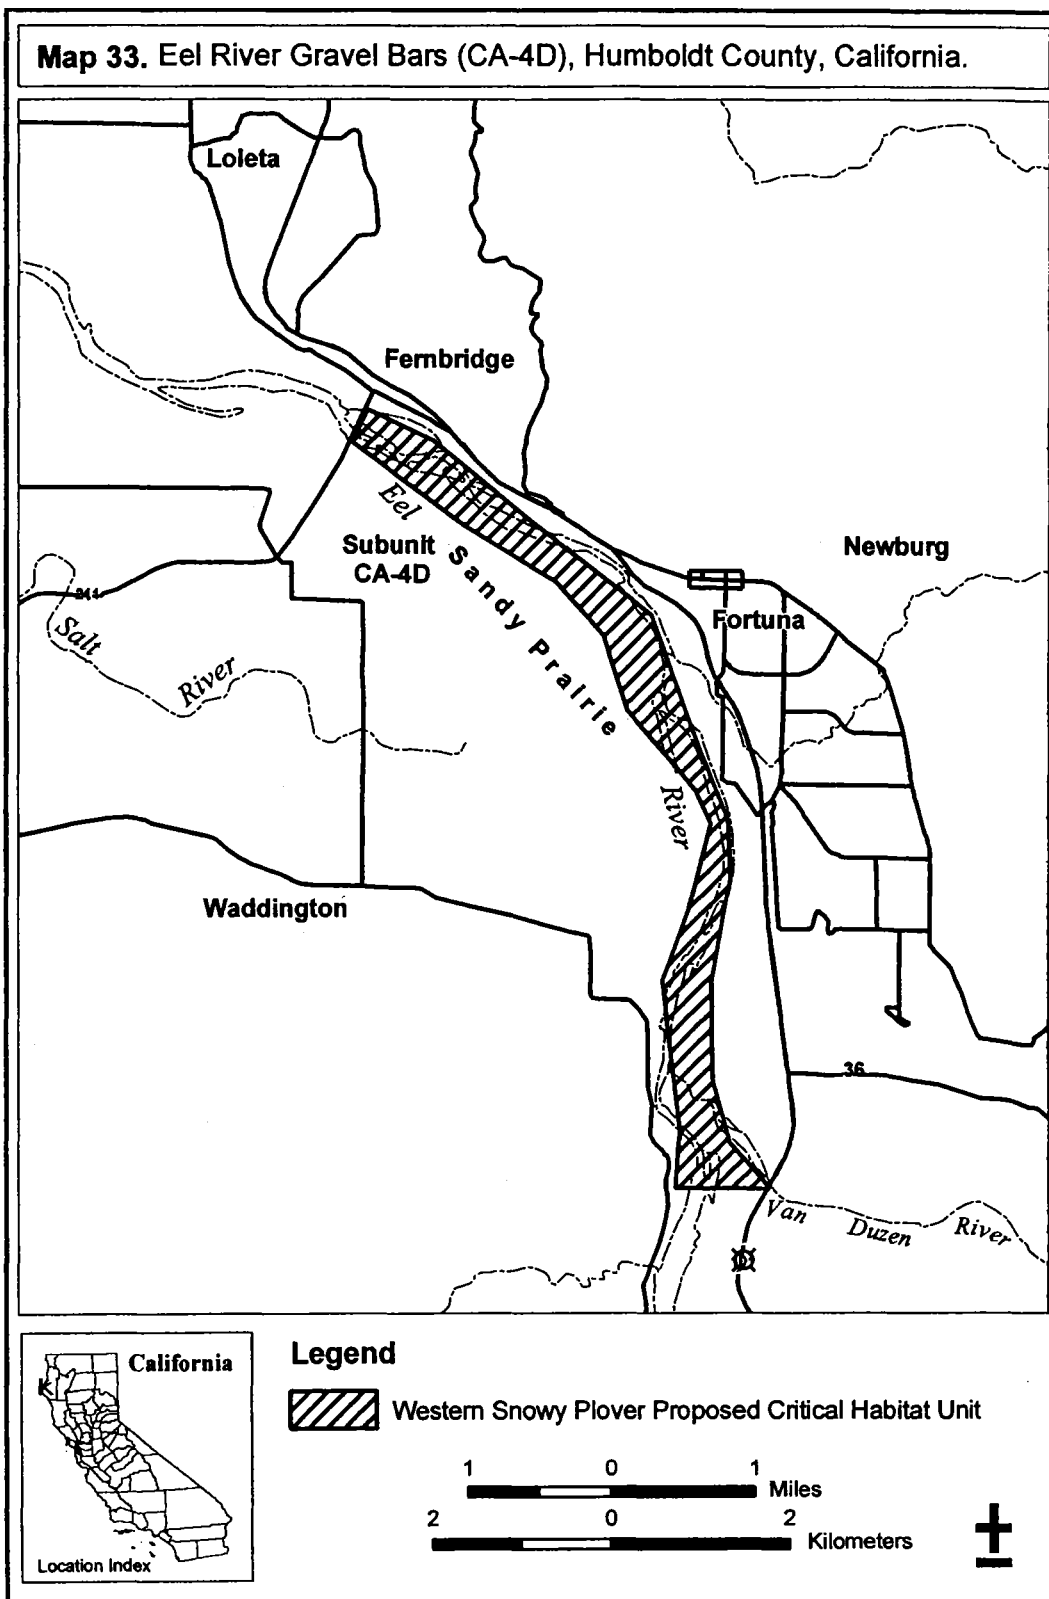 Map 33. Eel River Gravel Bars (CA-4D), Humboldt County, California.
Loleta
Fernbridge
Eel
Subunit
CA-4D
Sandy Prairie
Newburg
Fortuna
211
Salt
River
River
Waddington
36
Van Duzen River
California
Location Index
Legend
Western Snowy Plover Proposed Critical Habitat Unit
1 0 1
Miles
2 0 2
Kilometers